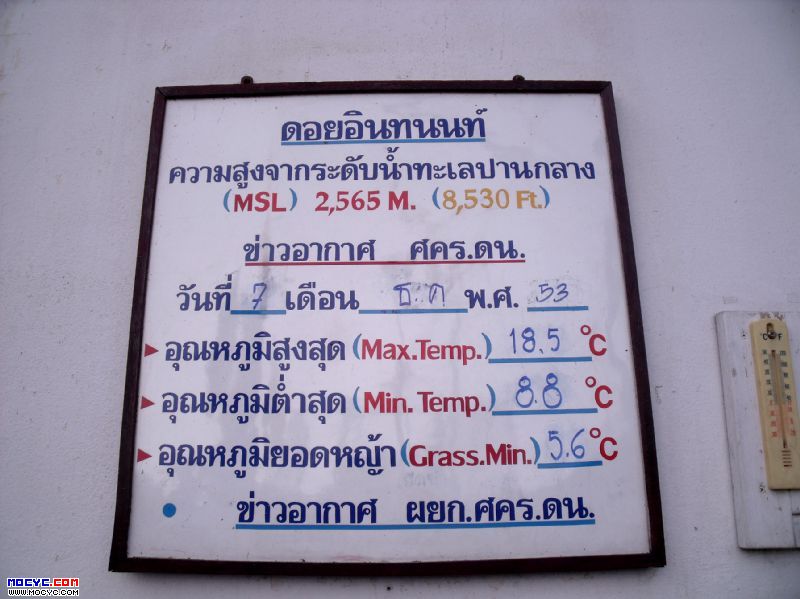 ดอยอินทนนท์
ความสูงจากระดับน้ำทะเลปานกลาง
(MSL) 2,565 M. (8,530 Ft.)
ข่าวอากาศ ศคร.ดน.
วันที่ 7 เดือน ธ.ค พ.ศ. 53
อุณหภูมิสูงสุด (Max.Temp.) 18.5 °C
อุณหภูมิต่ำสุด (Min. Temp.) 8.8 °C
อุณหภูมิยอดหญ้า (Grass.Min.) 5.6 °C
ข่าวอากาศ ผยก.ศคร.ดน.
°C °F
MOCYC.COM
WWW.MOCYC.COM